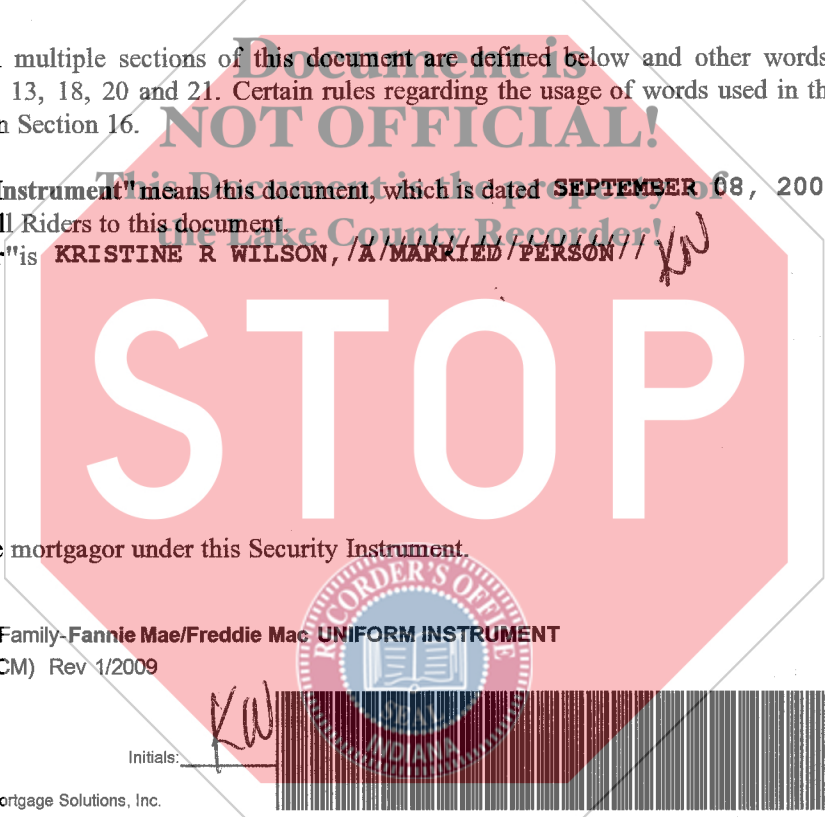 multiple sections of this document are defined below and other words
13, 18, 20 and 21. Certain rules regarding the usage of words used in th
n Section 16.
Document is
NOT OFFICIAL!
This Document is the property of
the Lake County Recorder!
Instrument" means this document, which is dated SEPTEMBER 08, 200
ll Riders to this document.
r" is KRISTINE R WILSON, /A/MARRIED/PERSON// KW
STOP
e mortgagor under this Security Instrument.
RECORDER'S OFFICE
SEAL
INDIANA
Family-Fannie Mae/Freddie Mac UNIFORM INSTRUMENT
CM) Rev 1/2009
Initials: KW
ortgage Solutions, Inc.